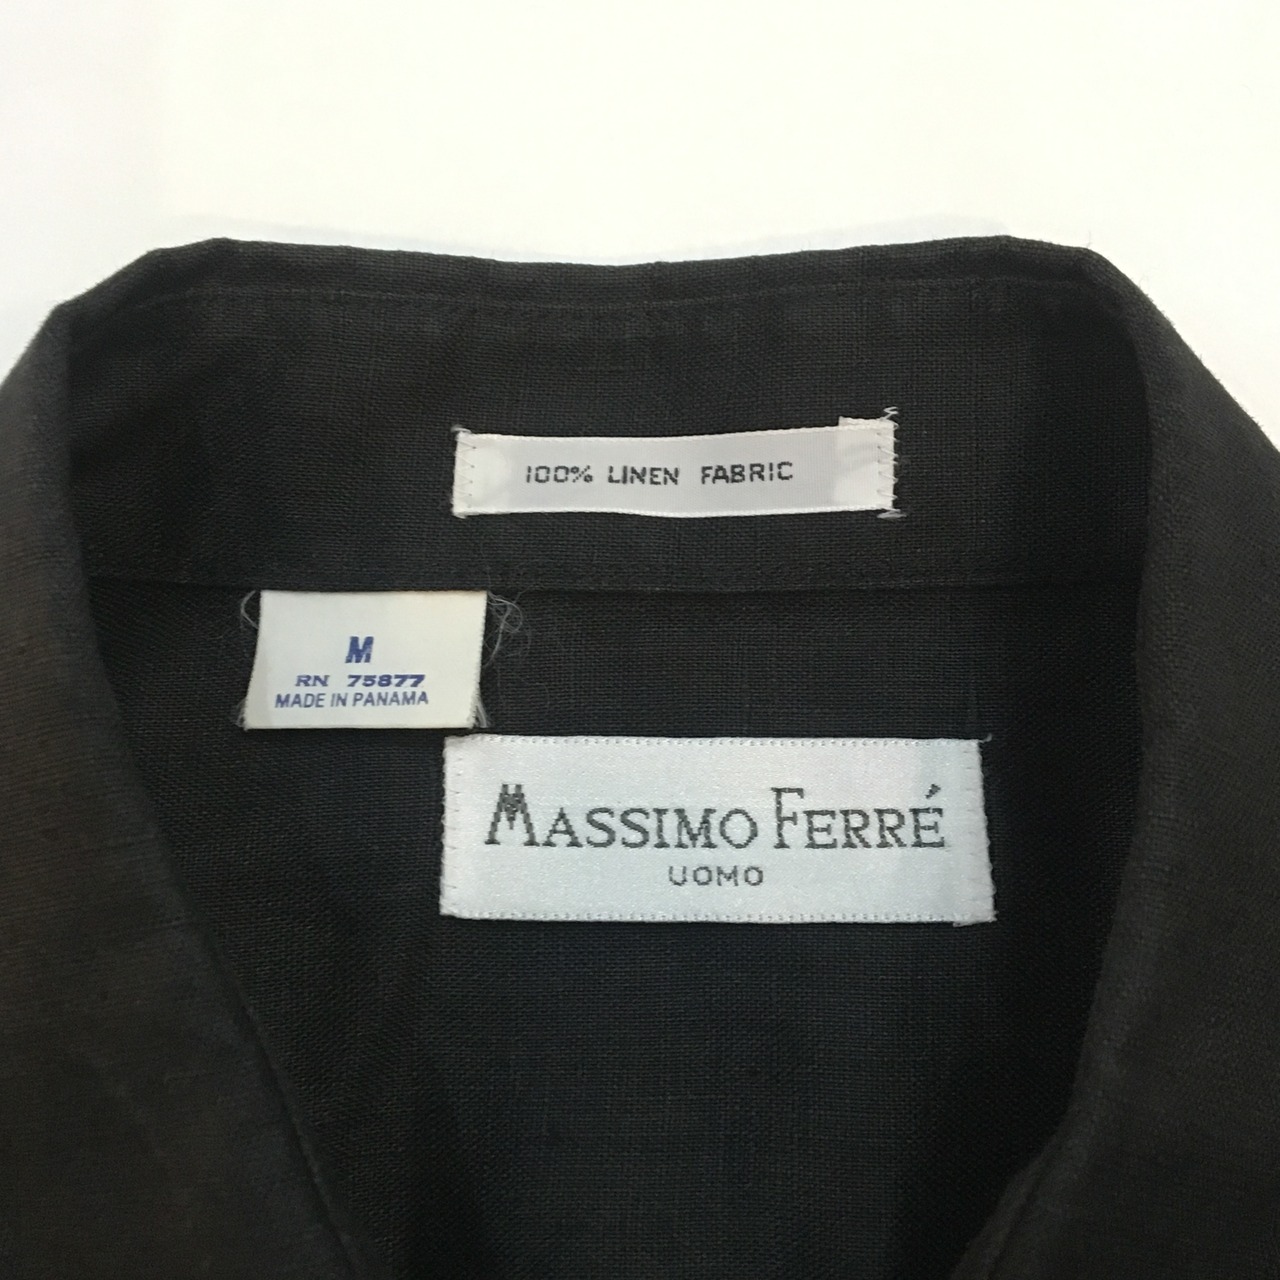 100% LINEN FABRIC
M
RN 75877
MADE IN PANAMA
MASSIMO FERRÉ
UOMO